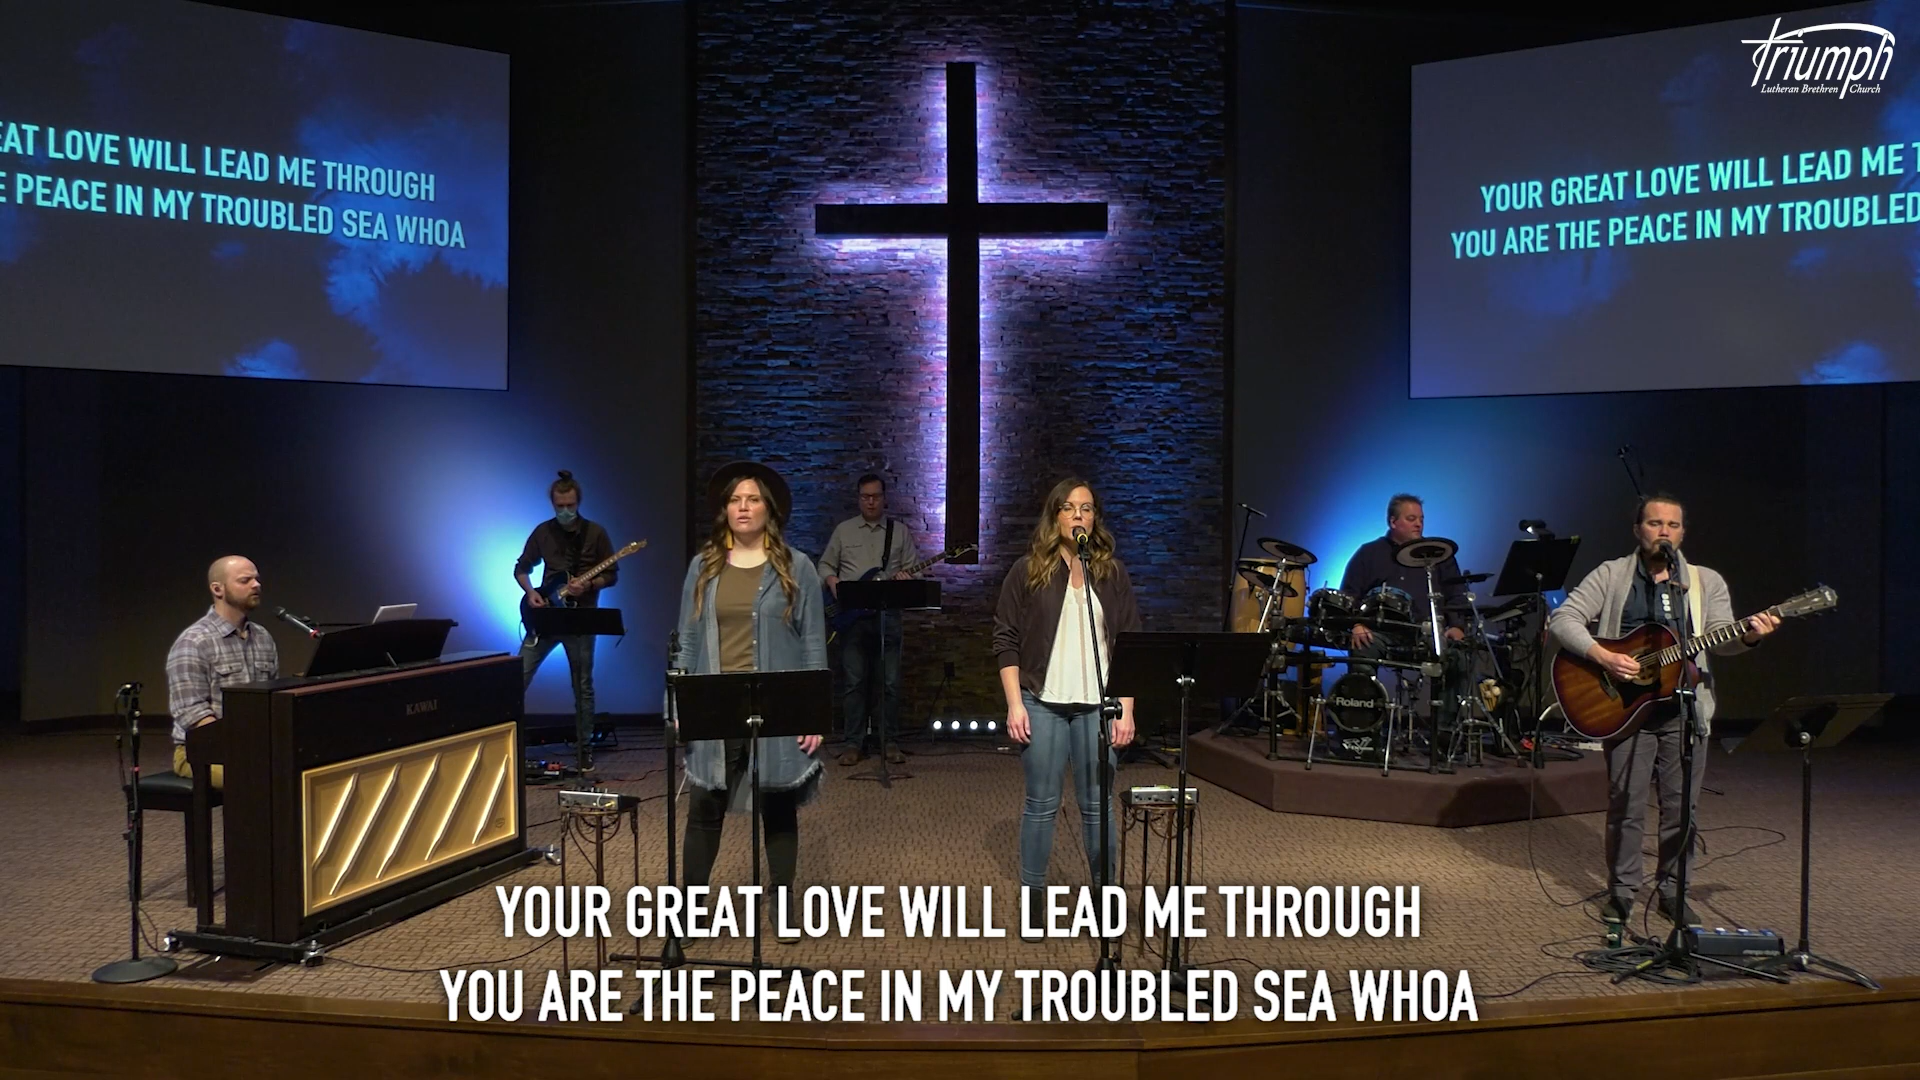 EAT LOVE WILL LEAD ME THROUGH
E PEACE IN MY TROUBLED SEA WHOA
Triumph
Lutheran Brethren Church
YOUR GREAT LOVE WILL LEAD ME T
YOU ARE THE PEACE IN MY TROUBLED
KAWAI
Roland
YOUR GREAT LOVE WILL LEAD ME THROUGH
YOU ARE THE PEACE IN MY TROUBLED SEA WHOA